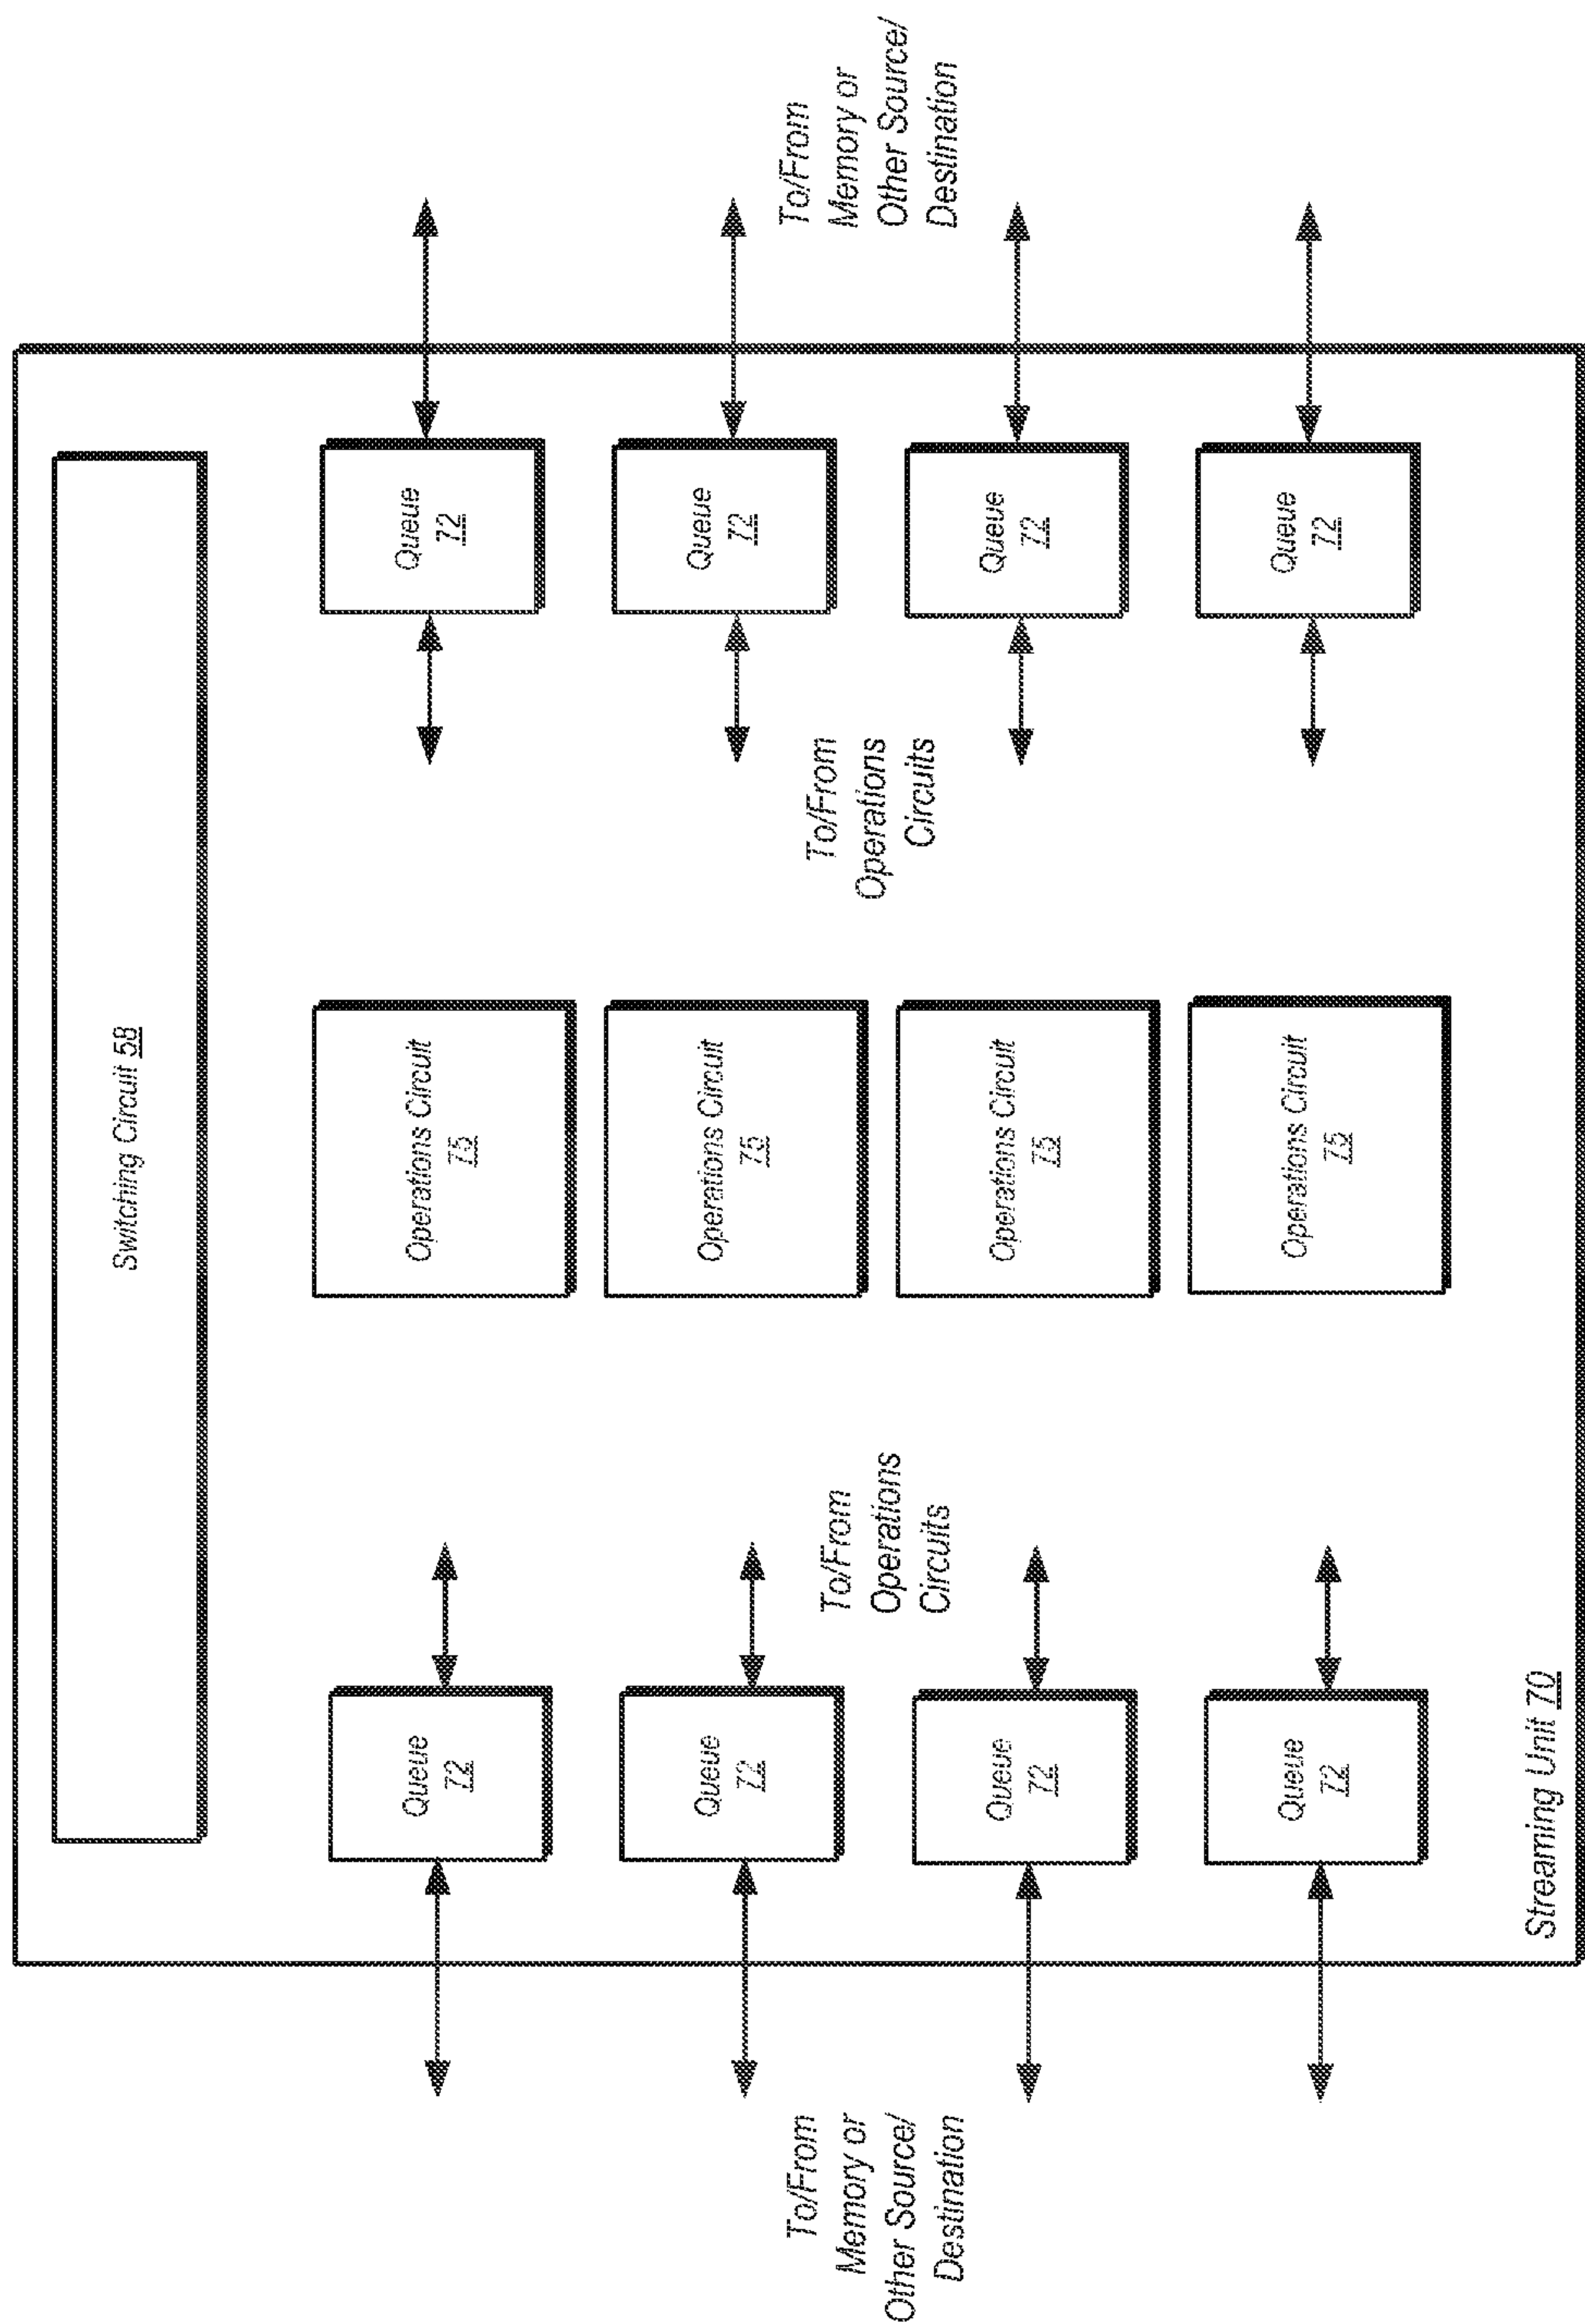 Switching Circuit 58
Queue
72
Operations Circuit
75
Queue
72
Queue
72
Operations Circuit
75
Queue
72
To/From
Memory or
Other Source/
Destination
To/From
Operations
Circuits
To/From
Operations
Circuits
To/From
Memory or
Other Source/
Destination
Queue
72
Operations Circuit
75
Queue
72
Queue
72
Operations Circuit
75
Queue
72
Streaming Unit 70